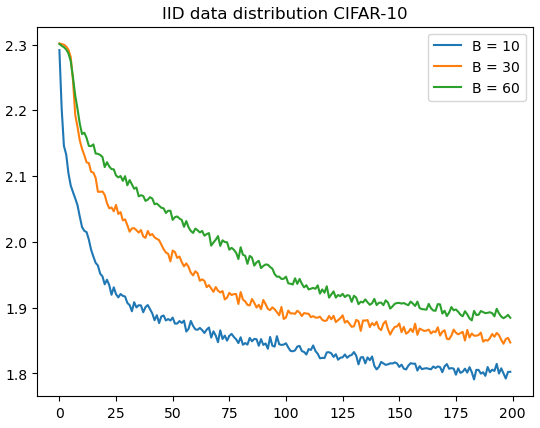 IID data distribution CIFAR-10
B = 10
B = 30
B = 60
2.3
2.2
2.1
2.0
1.9
1.8
0 25 50 75 100 125 150 175 200